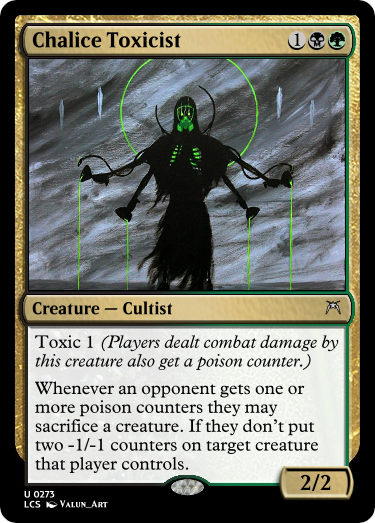 Chalice Toxicist 1
Creature — Cultist
Toxic 1 (Players dealt combat damage by
this creature also get a poison counter.)
Whenever an opponent gets one or
more poison counters they may
sacrifice a creature. If they don't put
two -1/-1 counters on target creature
that player controls.
2/2
U 0273
LCS Valun_Art